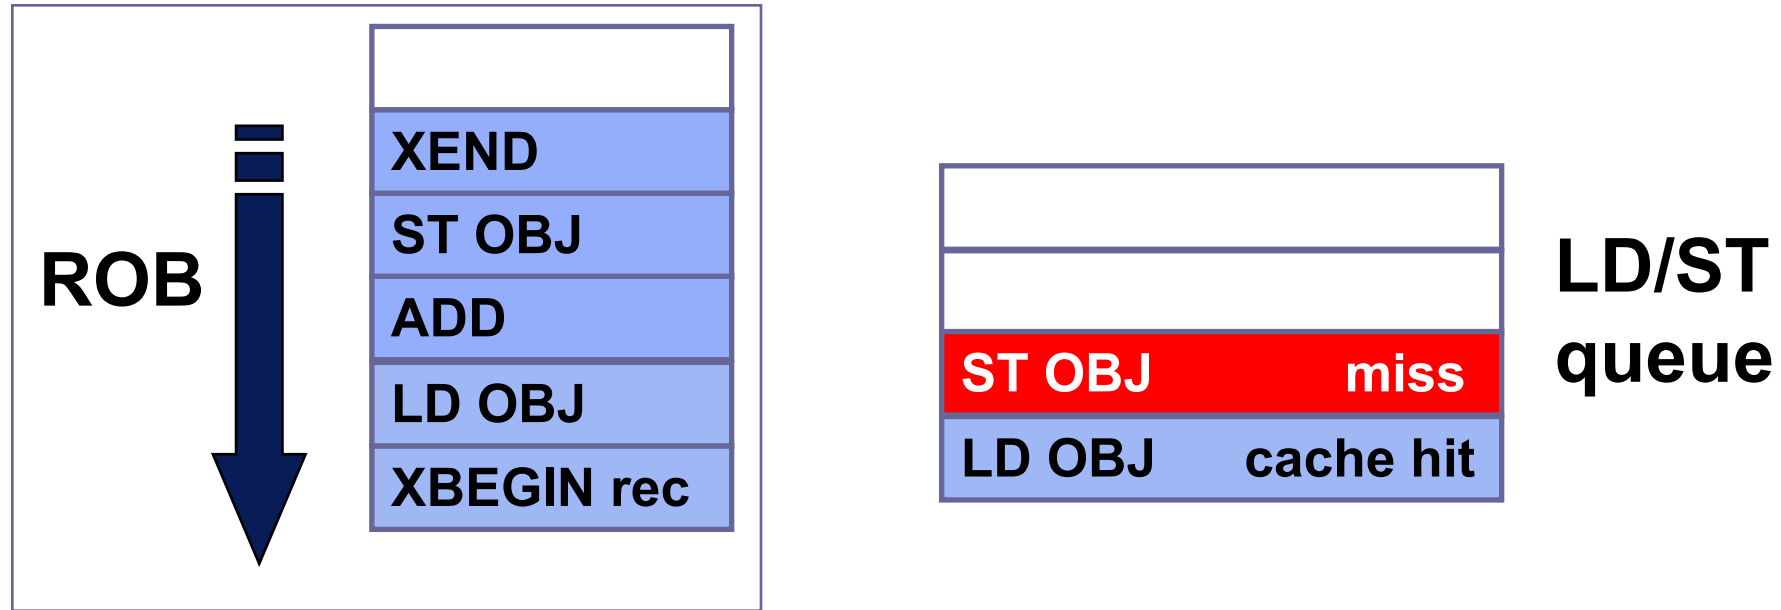 ROB
XEND
ST OBJ
ADD
LD OBJ
XBEGIN rec
ST OBJ miss
LD OBJ cache hit
LD/ST
queue